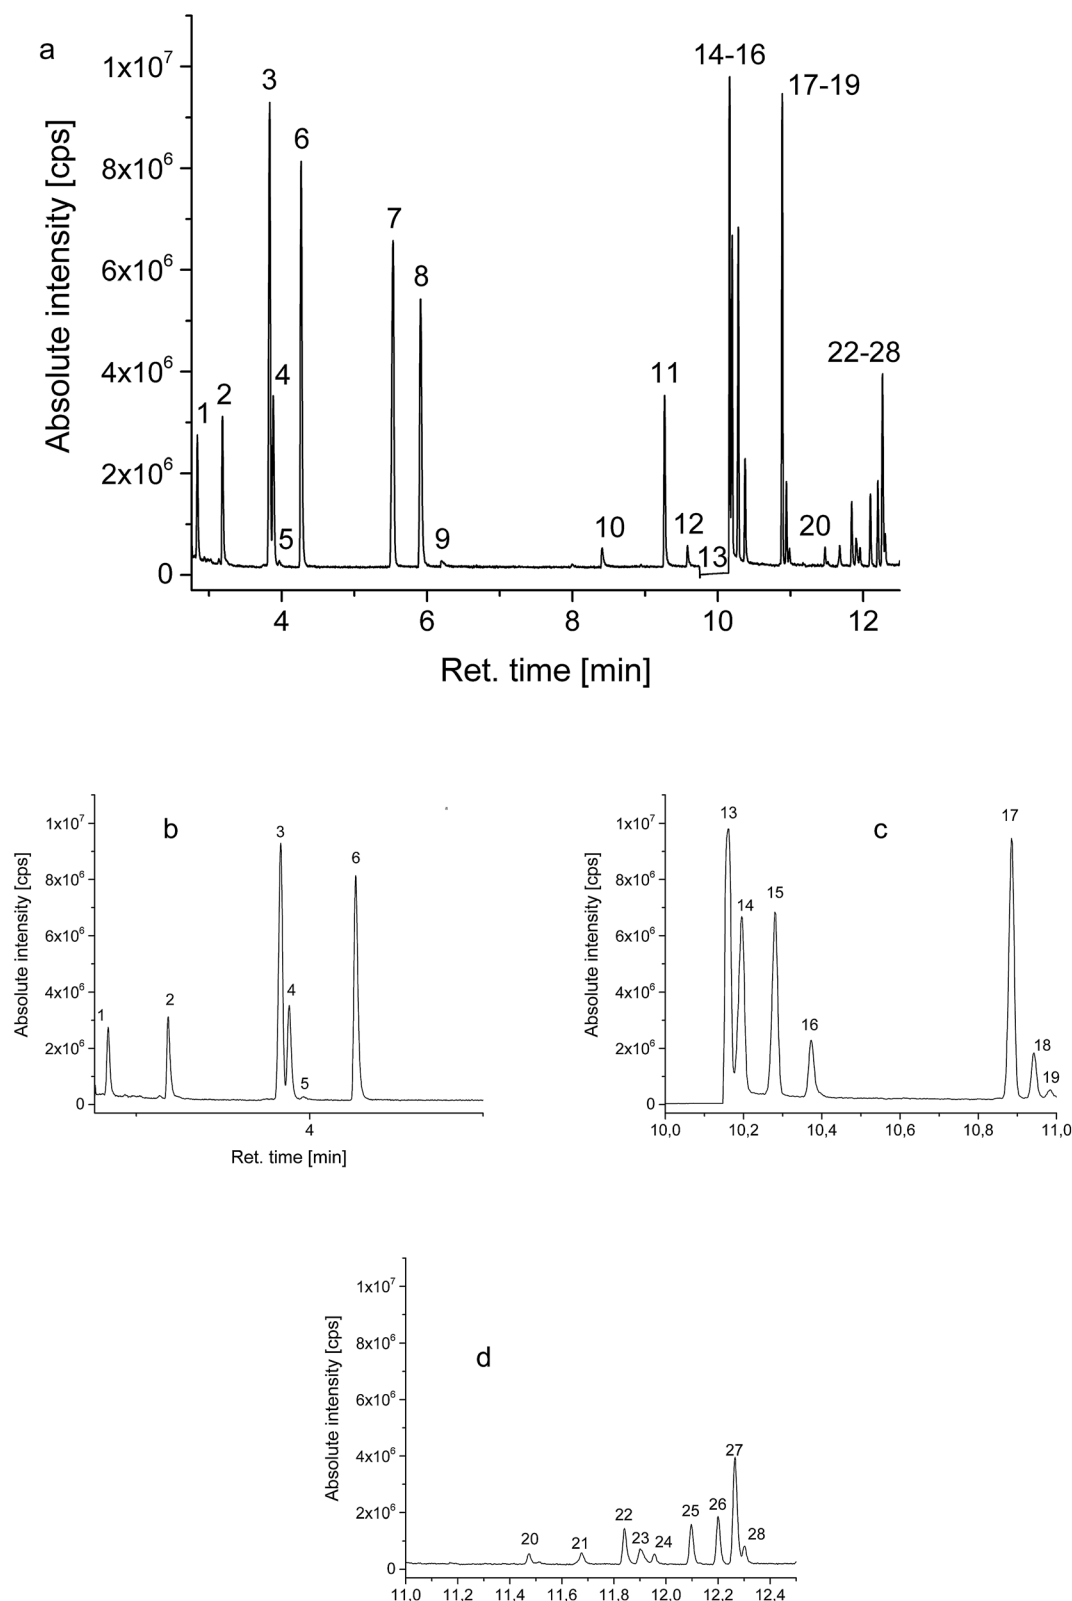 a
Absolute intensity [cps]
1x10⁷
8x10⁶
6x10⁶
4x10⁶
2x10⁶
0
1
2
3
4
5
6
7
8
9
10
11
12
13
14-16
17-19
20
22-28
4
6
8
10
12
Ret. time [min]
b
Absolute intensity [cps]
1x10⁷
8x10⁶
6x10⁶
4x10⁶
2x10⁶
0
1
2
3
4
5
6
4
Ret. time [min]
c
Absolute intensity [cps]
1x10⁷
8x10⁶
6x10⁶
4x10⁶
2x10⁶
0
13
14
15
16
17
18
19
10,0
10,2
10,4
10,6
10,8
11,0
d
Absolute intensity [cps]
1x10⁷
8x10⁶
6x10⁶
4x10⁶
2x10⁶
0
20
21
22
23
24
25
26
27
28
11,0
11,2
11,4
11,6
11,8
12,0
12,2
12,4